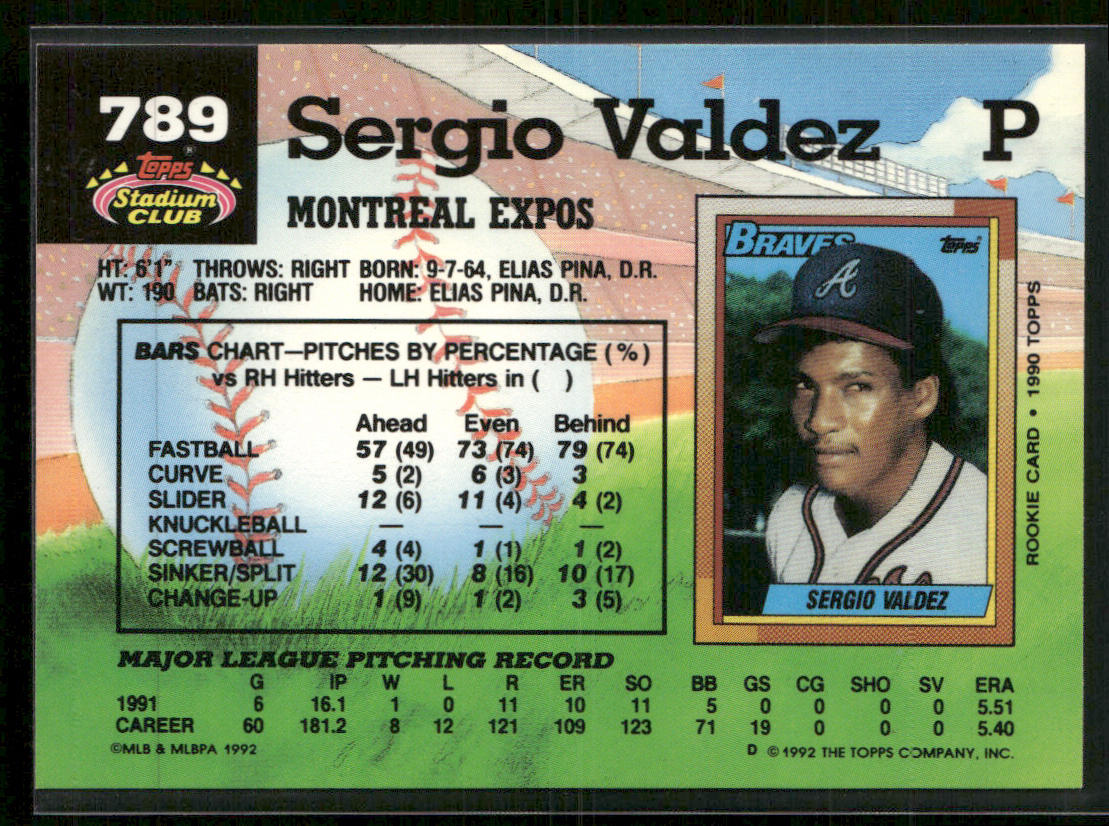 789
Topps ®
Stadium
CLUB
Sergio Valdez P
MONTREAL EXPOS
HT: 6'1" THROWS: RIGHT BORN: 9-7-64, ELIAS PINA, D.R.
WT: 190 BATS: RIGHT HOME: ELIAS PINA, D.R.
BARS CHART—PITCHES BY PERCENTAGE (%)
vs RH Hitters — LH Hitters in ( )
Ahead Even Behind
FASTBALL 57 (49) 73 (74) 79 (74)
CURVE 5 (2) 6 (3) 3
SLIDER 12 (6) 11 (4) 4 (2)
KNUCKLEBALL — — —
SCREWBALL 4 (4) 1 (1) 1 (2)
SINKER/SPLIT 12 (30) 8 (16) 10 (17)
CHANGE-UP 1 (9) 1 (2) 3 (5)
BRAVES Topps
A
SERGIO VALDEZ
ROOKIE CARD • 1990 TOPPS
MAJOR LEAGUE PITCHING RECORD
G IP W L R ER SO BB GS CG SHO SV ERA
1991 6 16.1 1 0 11 10 11 5 0 0 0 0 5.51
CAREER 60 181.2 8 12 121 109 123 71 19 0 0 0 5.40
©MLB & MLBPA 1992 D ©1992 THE TOPPS COMPANY, INC.